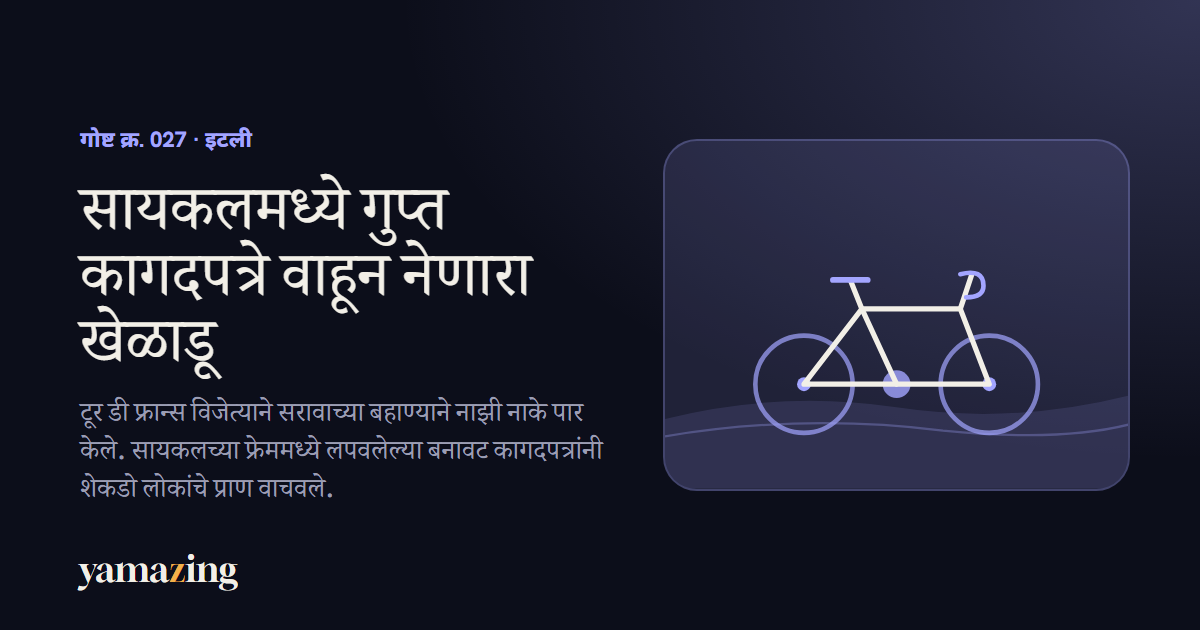 गोष्ट क्र. 027 · इटली
सायकलमध्ये गुप्त
कागदपत्रे वाहून नेणारा
खेळाडू
टूर डी फ्रान्स विजेत्याने सरावाच्या बहाण्याने नाझी नाके पार
केले. सायकलच्या फ्रेममध्ये लपवलेल्या बनावट कागदपत्रांनी
शेकडो लोकांचे प्राण वाचवले.
yamazing